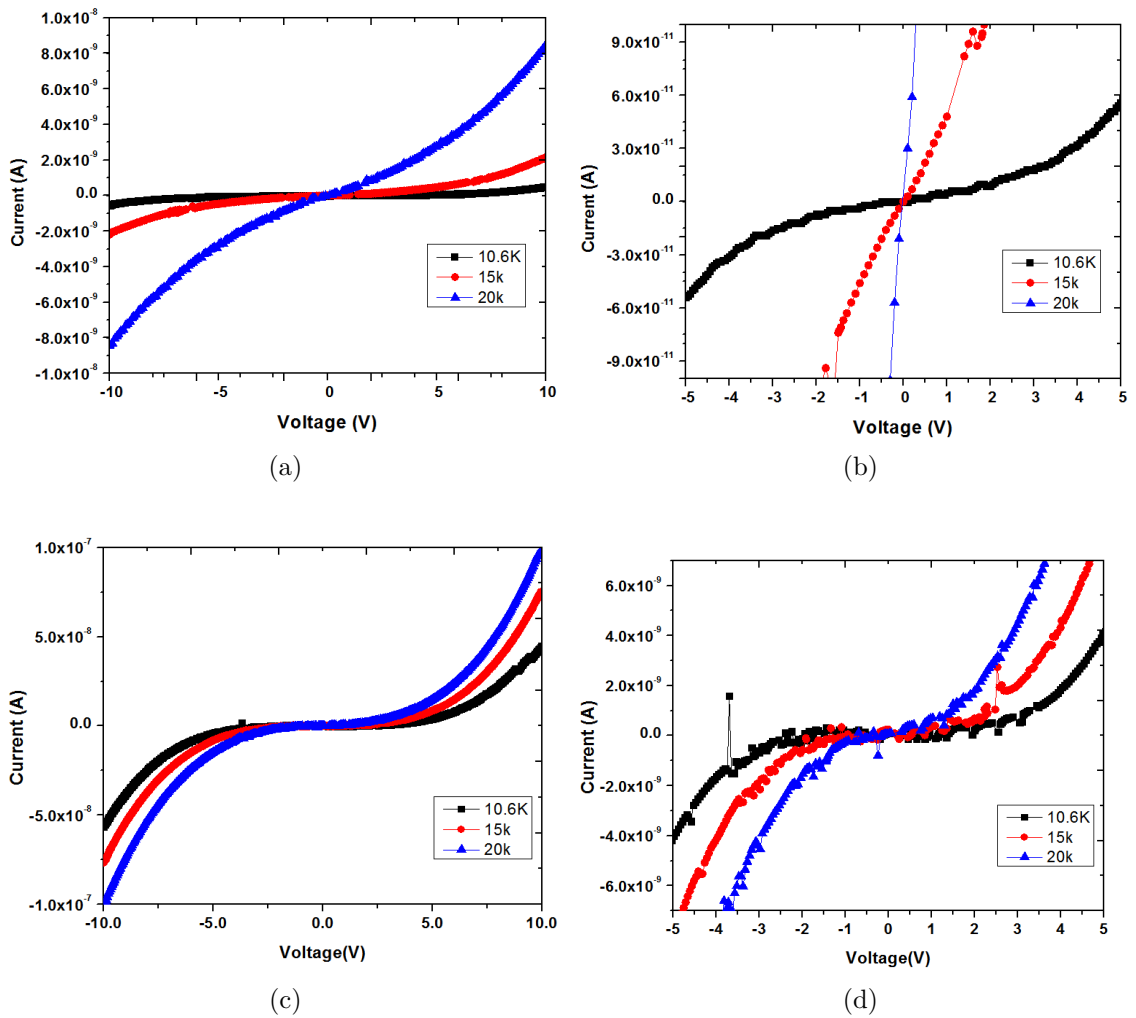 1.0x10⁻⁸
8.0x10⁻⁹
6.0x10⁻⁹
4.0x10⁻⁹
2.0x10⁻⁹
0.0
-2.0x10⁻⁹
-4.0x10⁻⁹
-6.0x10⁻⁹
-8.0x10⁻⁹
-1.0x10⁻⁸
Current (A)
10.6K
15k
20k
-10 -5 0 5 10
Voltage (V)
(a)
9.0x10⁻¹¹
6.0x10⁻¹¹
3.0x10⁻¹¹
0.0
-3.0x10⁻¹¹
-6.0x10⁻¹¹
-9.0x10⁻¹¹
Current (A)
10.6K
15k
20k
-5 -4 -3 -2 -1 0 1 2 3 4 5
Voltage (V)
(b)
1.0x10⁻⁷
5.0x10⁻⁸
0.0
-5.0x10⁻⁸
-1.0x10⁻⁷
Current (A)
10.6K
15k
20k
-10.0 -5.0 0.0 5.0 10.0
Voltage(V)
(c)
6.0x10⁻⁹
4.0x10⁻⁹
2.0x10⁻⁹
0.0
-2.0x10⁻⁹
-4.0x10⁻⁹
-6.0x10⁻⁹
Current (A)
10.6K
15k
20k
-5 -4 -3 -2 -1 0 1 2 3 4 5
Voltage(V)
(d)